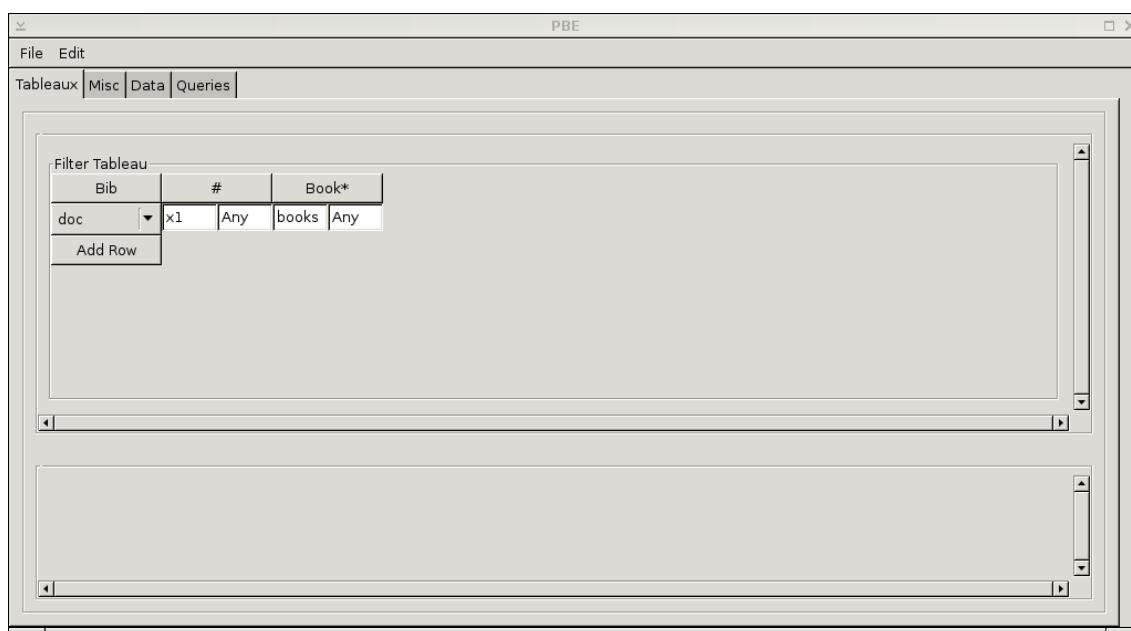 PBE
File Edit
Tableaux Misc Data Queries
Filter Tableau
Bib # Book*
doc x1 Any books Any
Add Row